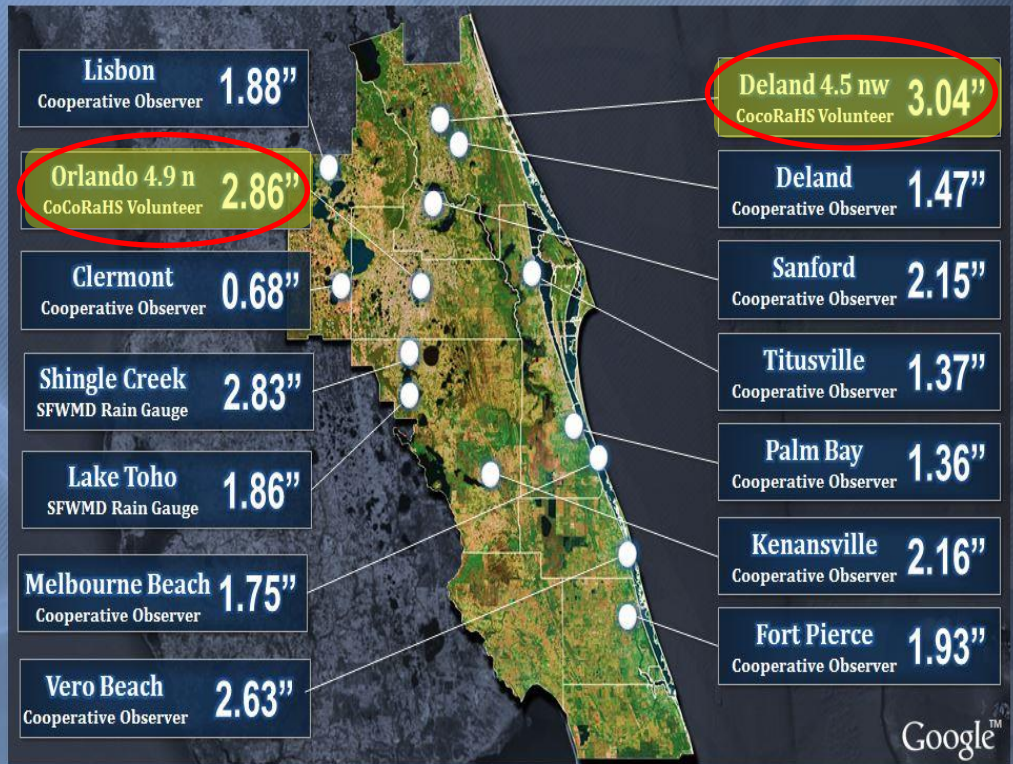 Lisbon
Cooperative Observer
1.88”
Orlando 4.9 n
CoCoRaHS Volunteer
2.86”
Clermont
Cooperative Observer
0.68”
Shingle Creek
SFWMD Rain Gauge
2.83”
Lake Toho
SFWMD Rain Gauge
1.86”
Melbourne Beach
Cooperative Observer
1.75”
Vero Beach
Cooperative Observer
2.63”
Deland 4.5 nw
CocoRaHS Volunteer
3.04”
Deland
Cooperative Observer
1.47”
Sanford
Cooperative Observer
2.15”
Titusville
Cooperative Observer
1.37”
Palm Bay
Cooperative Observer
1.36”
Kenansville
Cooperative Observer
2.16”
Fort Pierce
Cooperative Observer
1.93”
Google™